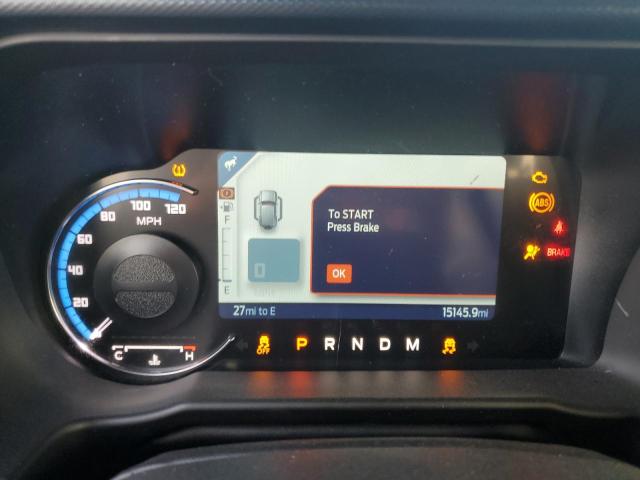 100
120
80
MPH
60
40
20
C
H
F
E
To START
Press Brake
OK
27mi to E
15145.9mi
ABS
BRAKE
OFF
P R N D M